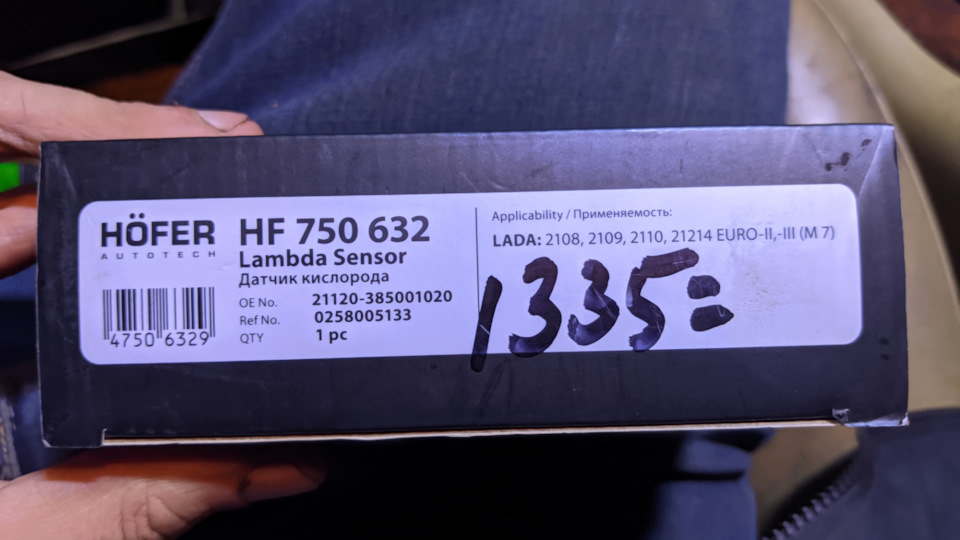 HÖFER
AUTOTECH
4750 6329
HF 750 632
Lambda Sensor
Датчик кислорода
OE No. 21120-385001020
Ref No. 0258005133
QTY 1 pc
Applicability / Применяемость:
LADA: 2108, 2109, 2110, 21214 EURO-II,-III (M 7)
1335=